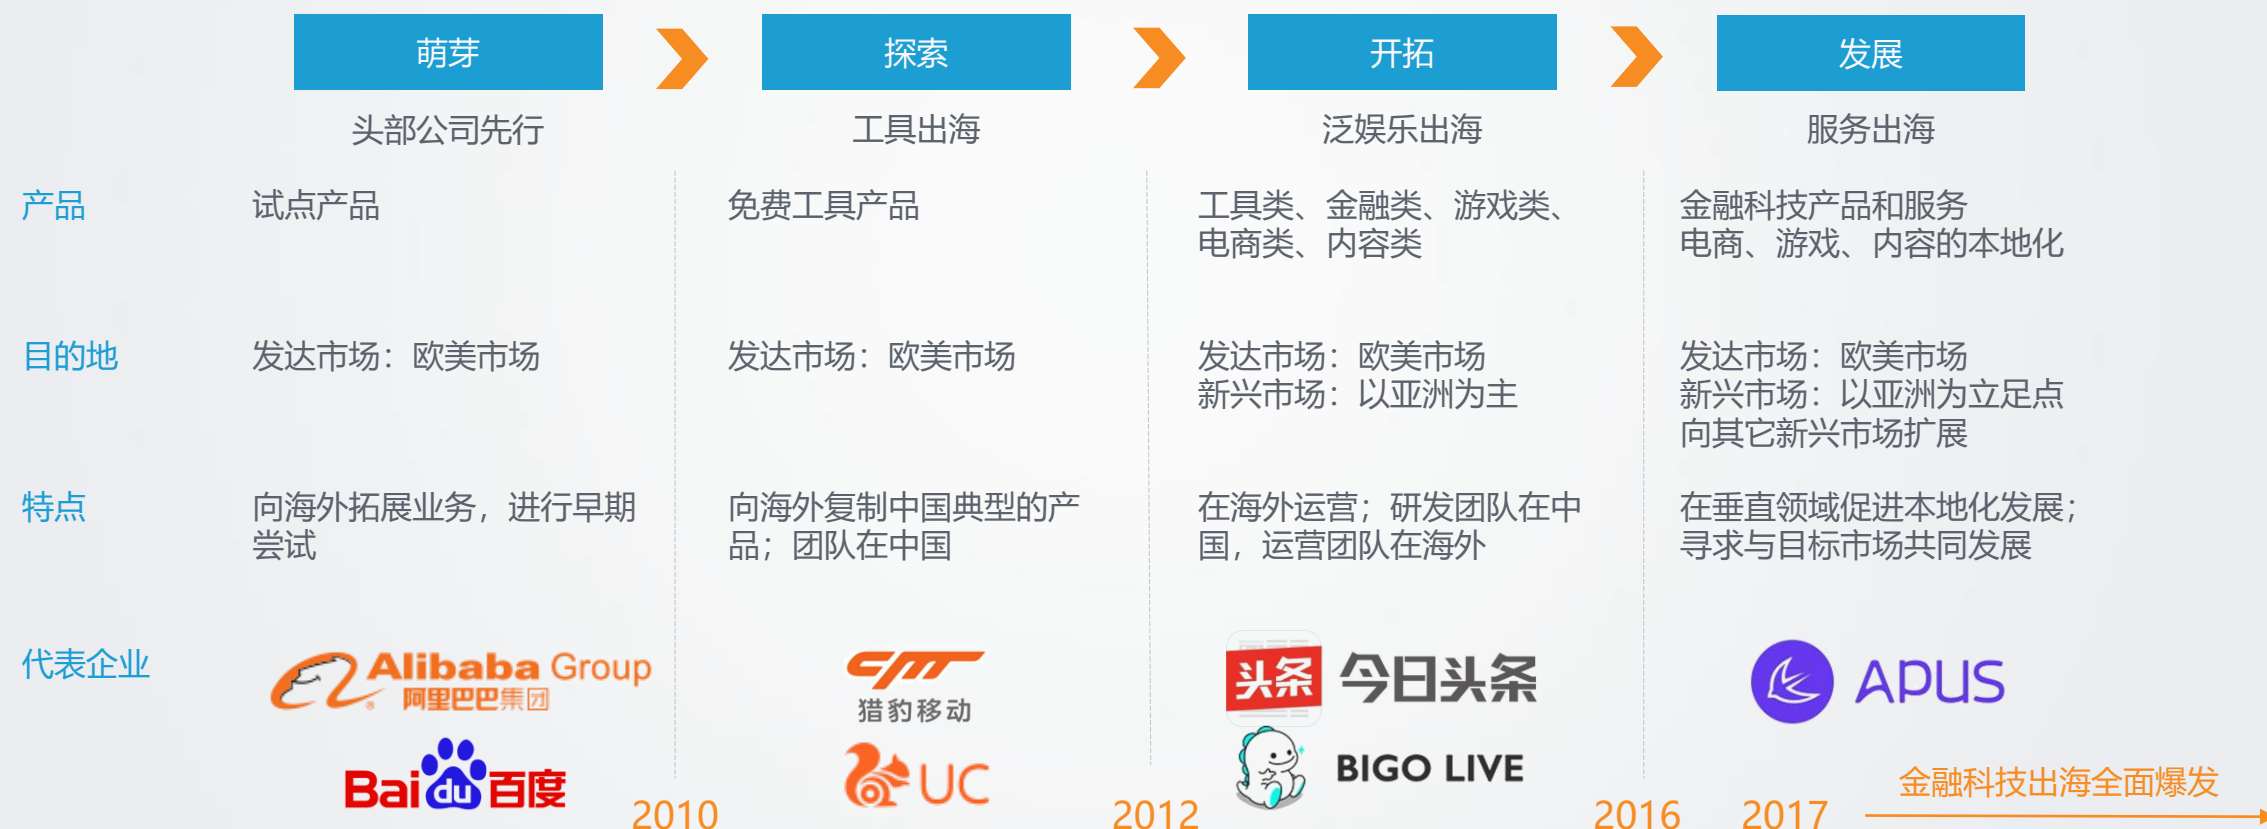 萌芽
探索
开拓
发展
头部公司先行
工具出海
泛娱乐出海
服务出海
产品
试点产品
免费工具产品
工具类、金融类、游戏类、
电商类、内容类
金融科技产品和服务
电商、游戏、内容的本地化
目的地
发达市场：欧美市场
发达市场：欧美市场
发达市场：欧美市场
新兴市场：以亚洲为主
发达市场：欧美市场
新兴市场：以亚洲为立足点
向其它新兴市场扩展
特点
向海外拓展业务，进行早期
尝试
向海外复制中国典型的产
品；团队在中国
在海外运营；研发团队在中
国，运营团队在海外
在垂直领域促进本地化发展；
寻求与目标市场共同发展
代表企业
Alibaba Group
阿里巴巴集团
Bai du 百度
cmt
猎豹移动
UC
头条 今日头条
BIGO LIVE
APUS
金融科技出海全面爆发
2010
2012
2016
2017